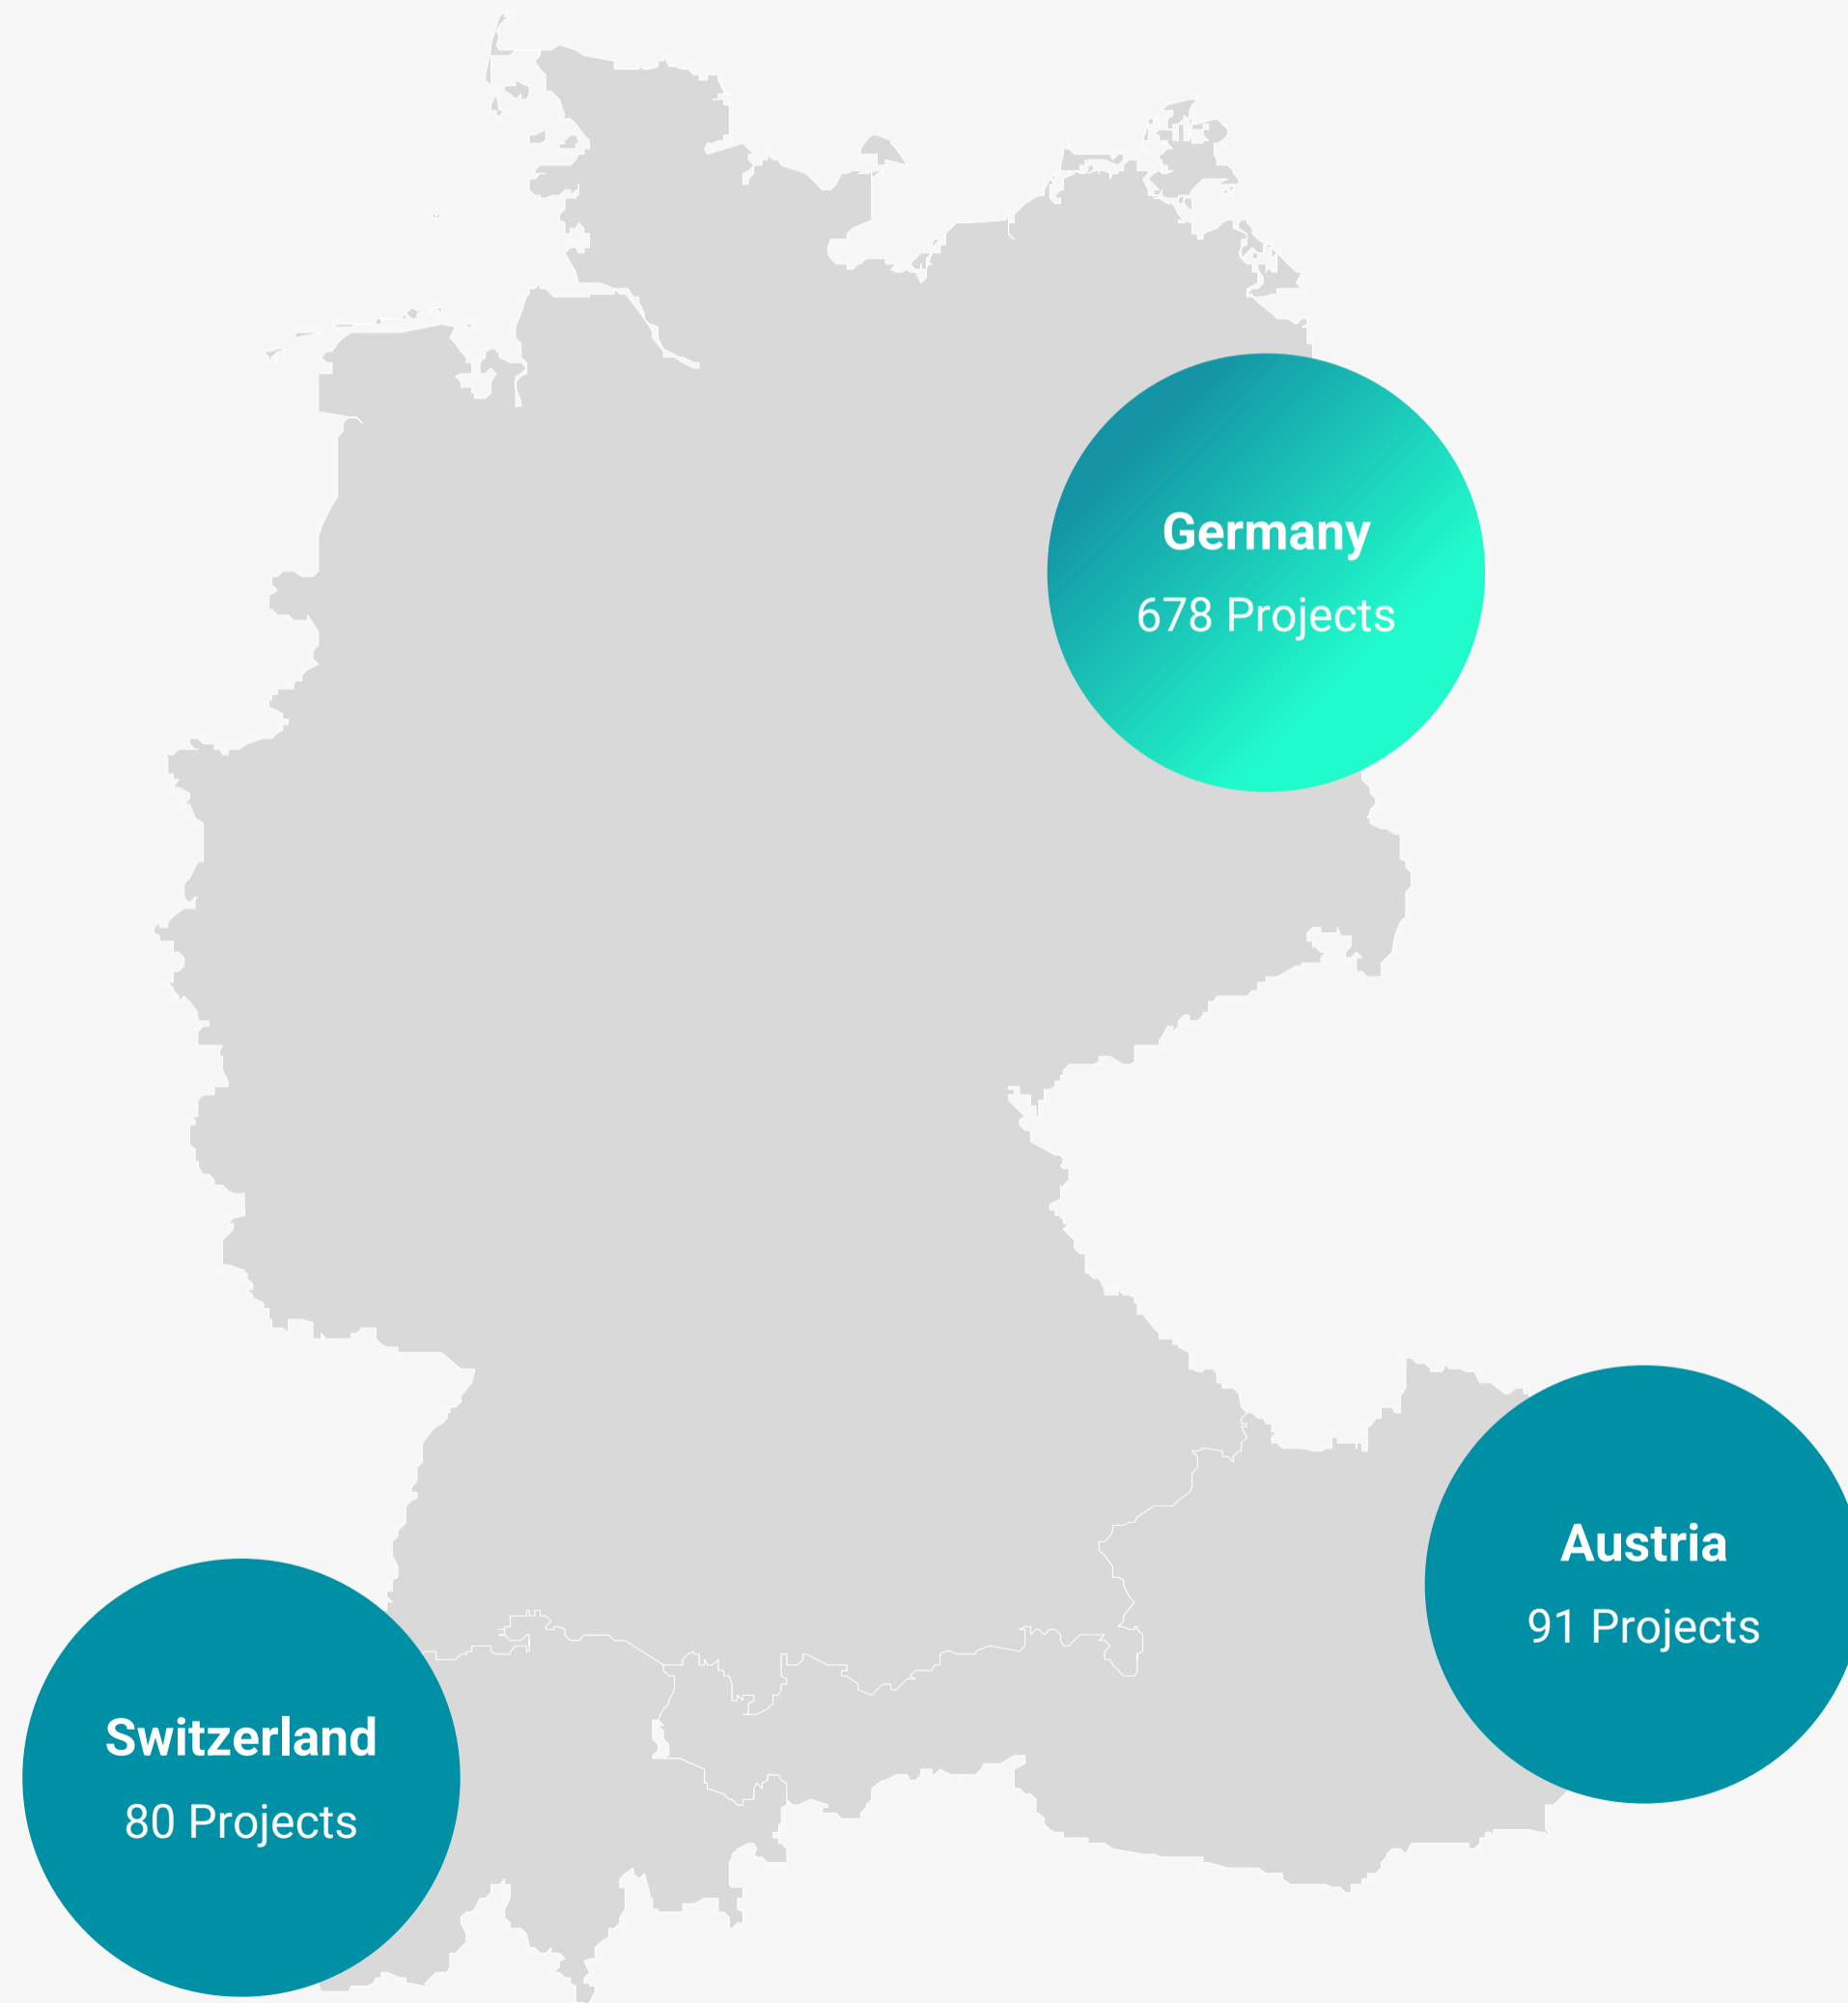 Germany
678 Projects
Austria
91 Projects
Switzerland
80 Projects